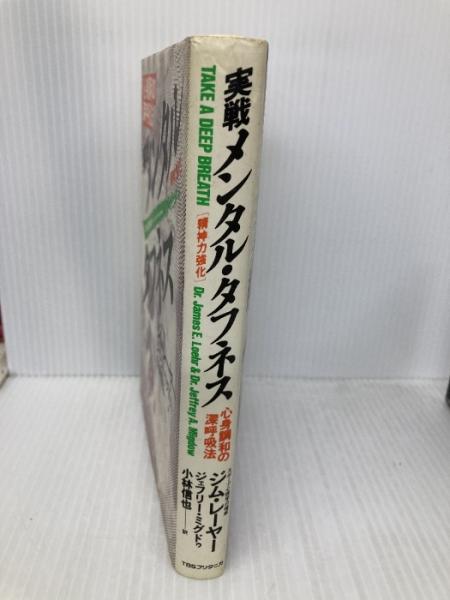 実戦メンタル・タフネス
TAKE A DEEP BREATH
［精神力強化］
Dr. James E. Loehr & Dr. Jeffrey A. Migdow
心身調和の
深呼吸法
ジム・レーヤー
ジェフリー・ミグドゥ
小林信也——訳
TBSブリタニカ